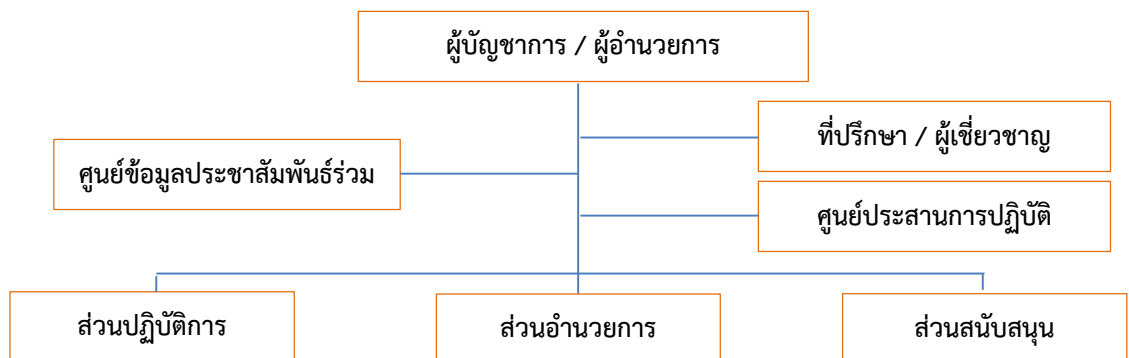 ผู้บัญชาการ / ผู้อำนวยการ
ที่ปรึกษา / ผู้เชี่ยวชาญ
ศูนย์ข้อมูลประชาสัมพันธ์ร่วม
ศูนย์ประสานการปฏิบัติ
ส่วนปฏิบัติการ
ส่วนอำนวยการ
ส่วนสนับสนุน